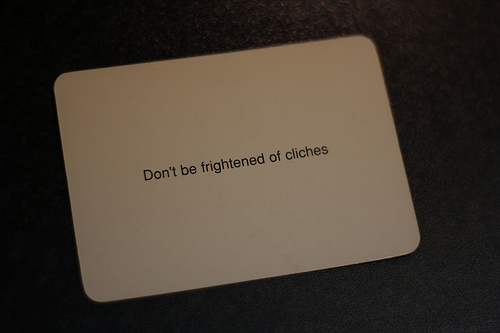 Don't be frightened of cliches